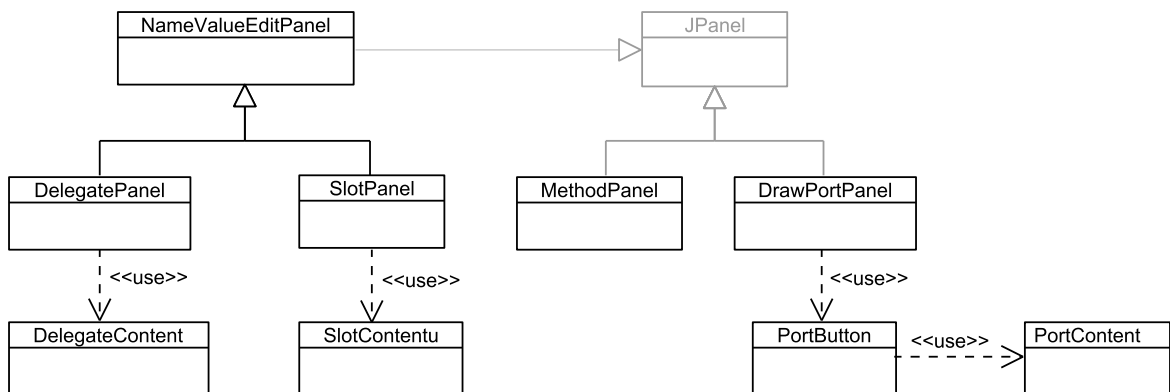 NameValueEditPanel
JPanel
DelegatePanel
SlotPanel
MethodPanel
DrawPortPanel
<<use>>
<<use>>
<<use>>
DelegateContent
SlotContentu
PortButton
<<use>>
PortContent